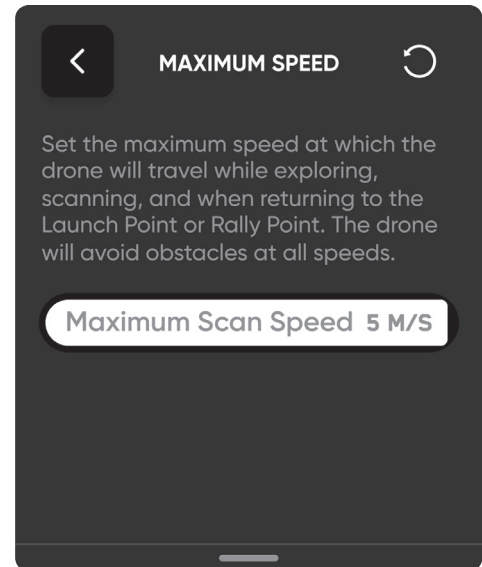 MAXIMUM SPEED
Set the maximum speed at which the
drone will travel while exploring,
scanning, and when returning to the
Launch Point or Rally Point. The drone
will avoid obstacles at all speeds.
Maximum Scan Speed 5 M/S